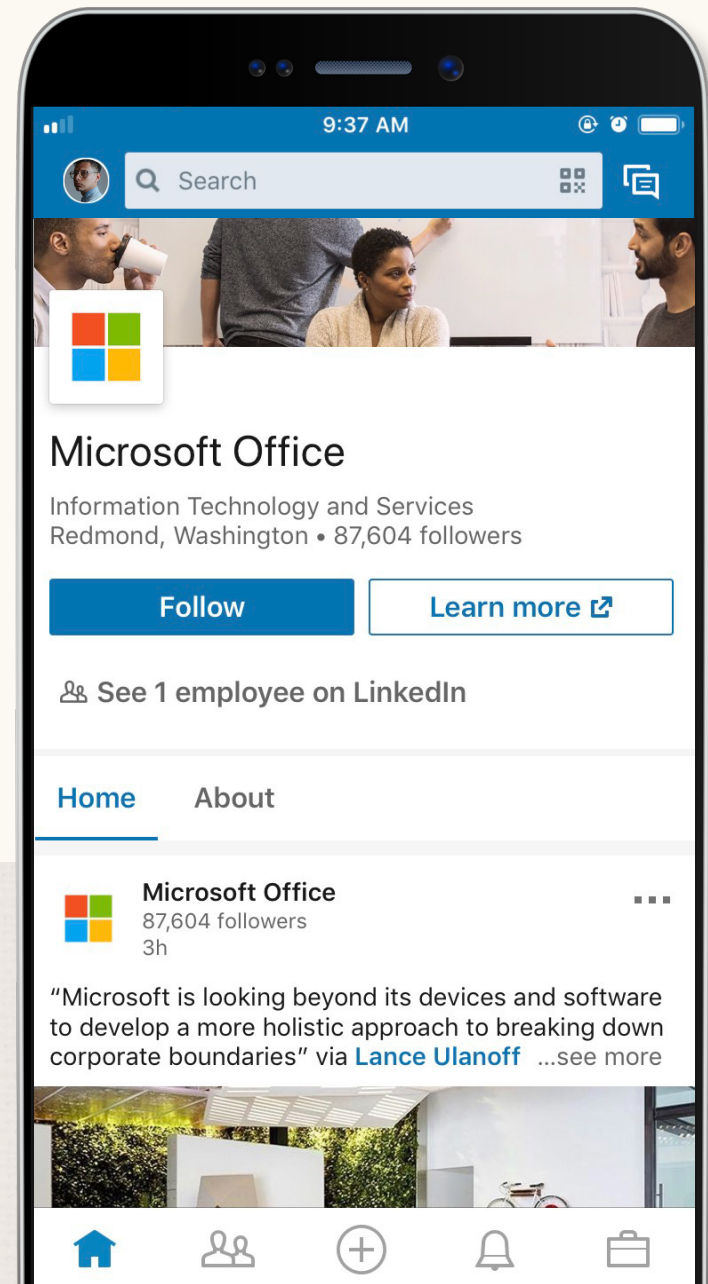 9:37 AM
Search
Microsoft Office
Information Technology and Services
Redmond, Washington • 87,604 followers
Follow
Learn more
See 1 employee on LinkedIn
Home
About
Microsoft Office
87,604 followers
3h
“Microsoft is looking beyond its devices and software
to develop a more holistic approach to breaking down
corporate boundaries” via Lance Ulanoff ...see more